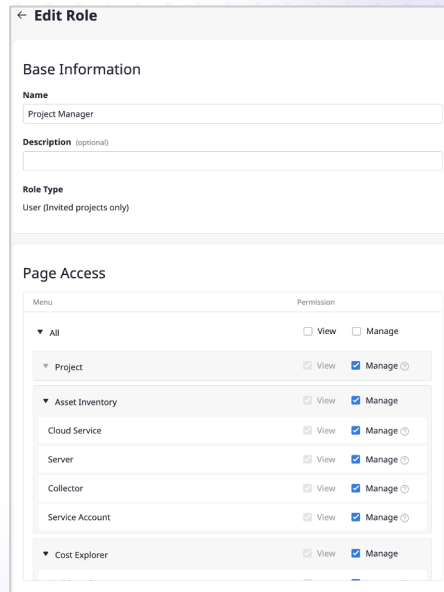 ← Edit Role
Base Information
Name
Project Manager
Description (optional)
Role Type
User (Invited projects only)
Page Access
Menu Permission
All View Manage
Project View Manage
Asset Inventory View Manage
Cloud Service View Manage
Server View Manage
Collector View Manage
Service Account View Manage
Cost Explorer View Manage